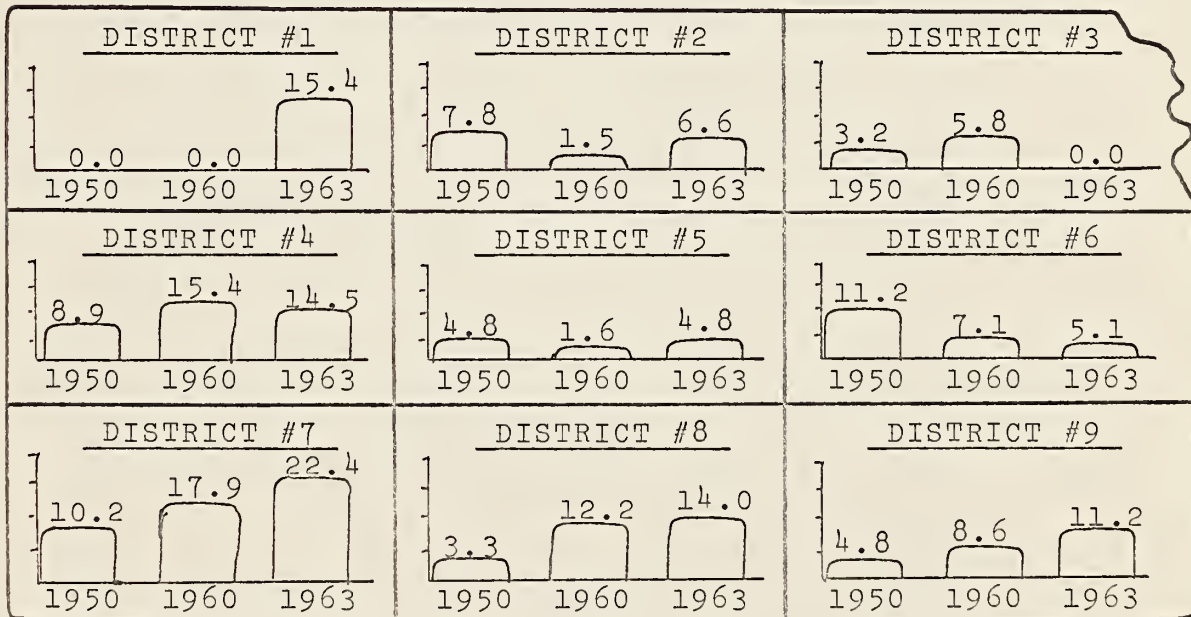 DISTRICT #1
15.4
0.0 0.0
1950 1960 1963
DISTRICT #2
7.8 1.5 6.6
1950 1960 1963
DISTRICT #3
3.2 5.8 0.0
1950 1960 1963
DISTRICT #4
8.9 15.4 14.5
1950 1960 1963
DISTRICT #5
4.8 1.6 4.8
1950 1960 1963
DISTRICT #6
11.2 7.1 5.1
1950 1960 1963
DISTRICT #7
10.2 17.9 22.4
1950 1960 1963
DISTRICT #8
3.3 12.2 14.0
1950 1960 1963
DISTRICT #9
4.8 8.6 11.2
1950 1960 1963